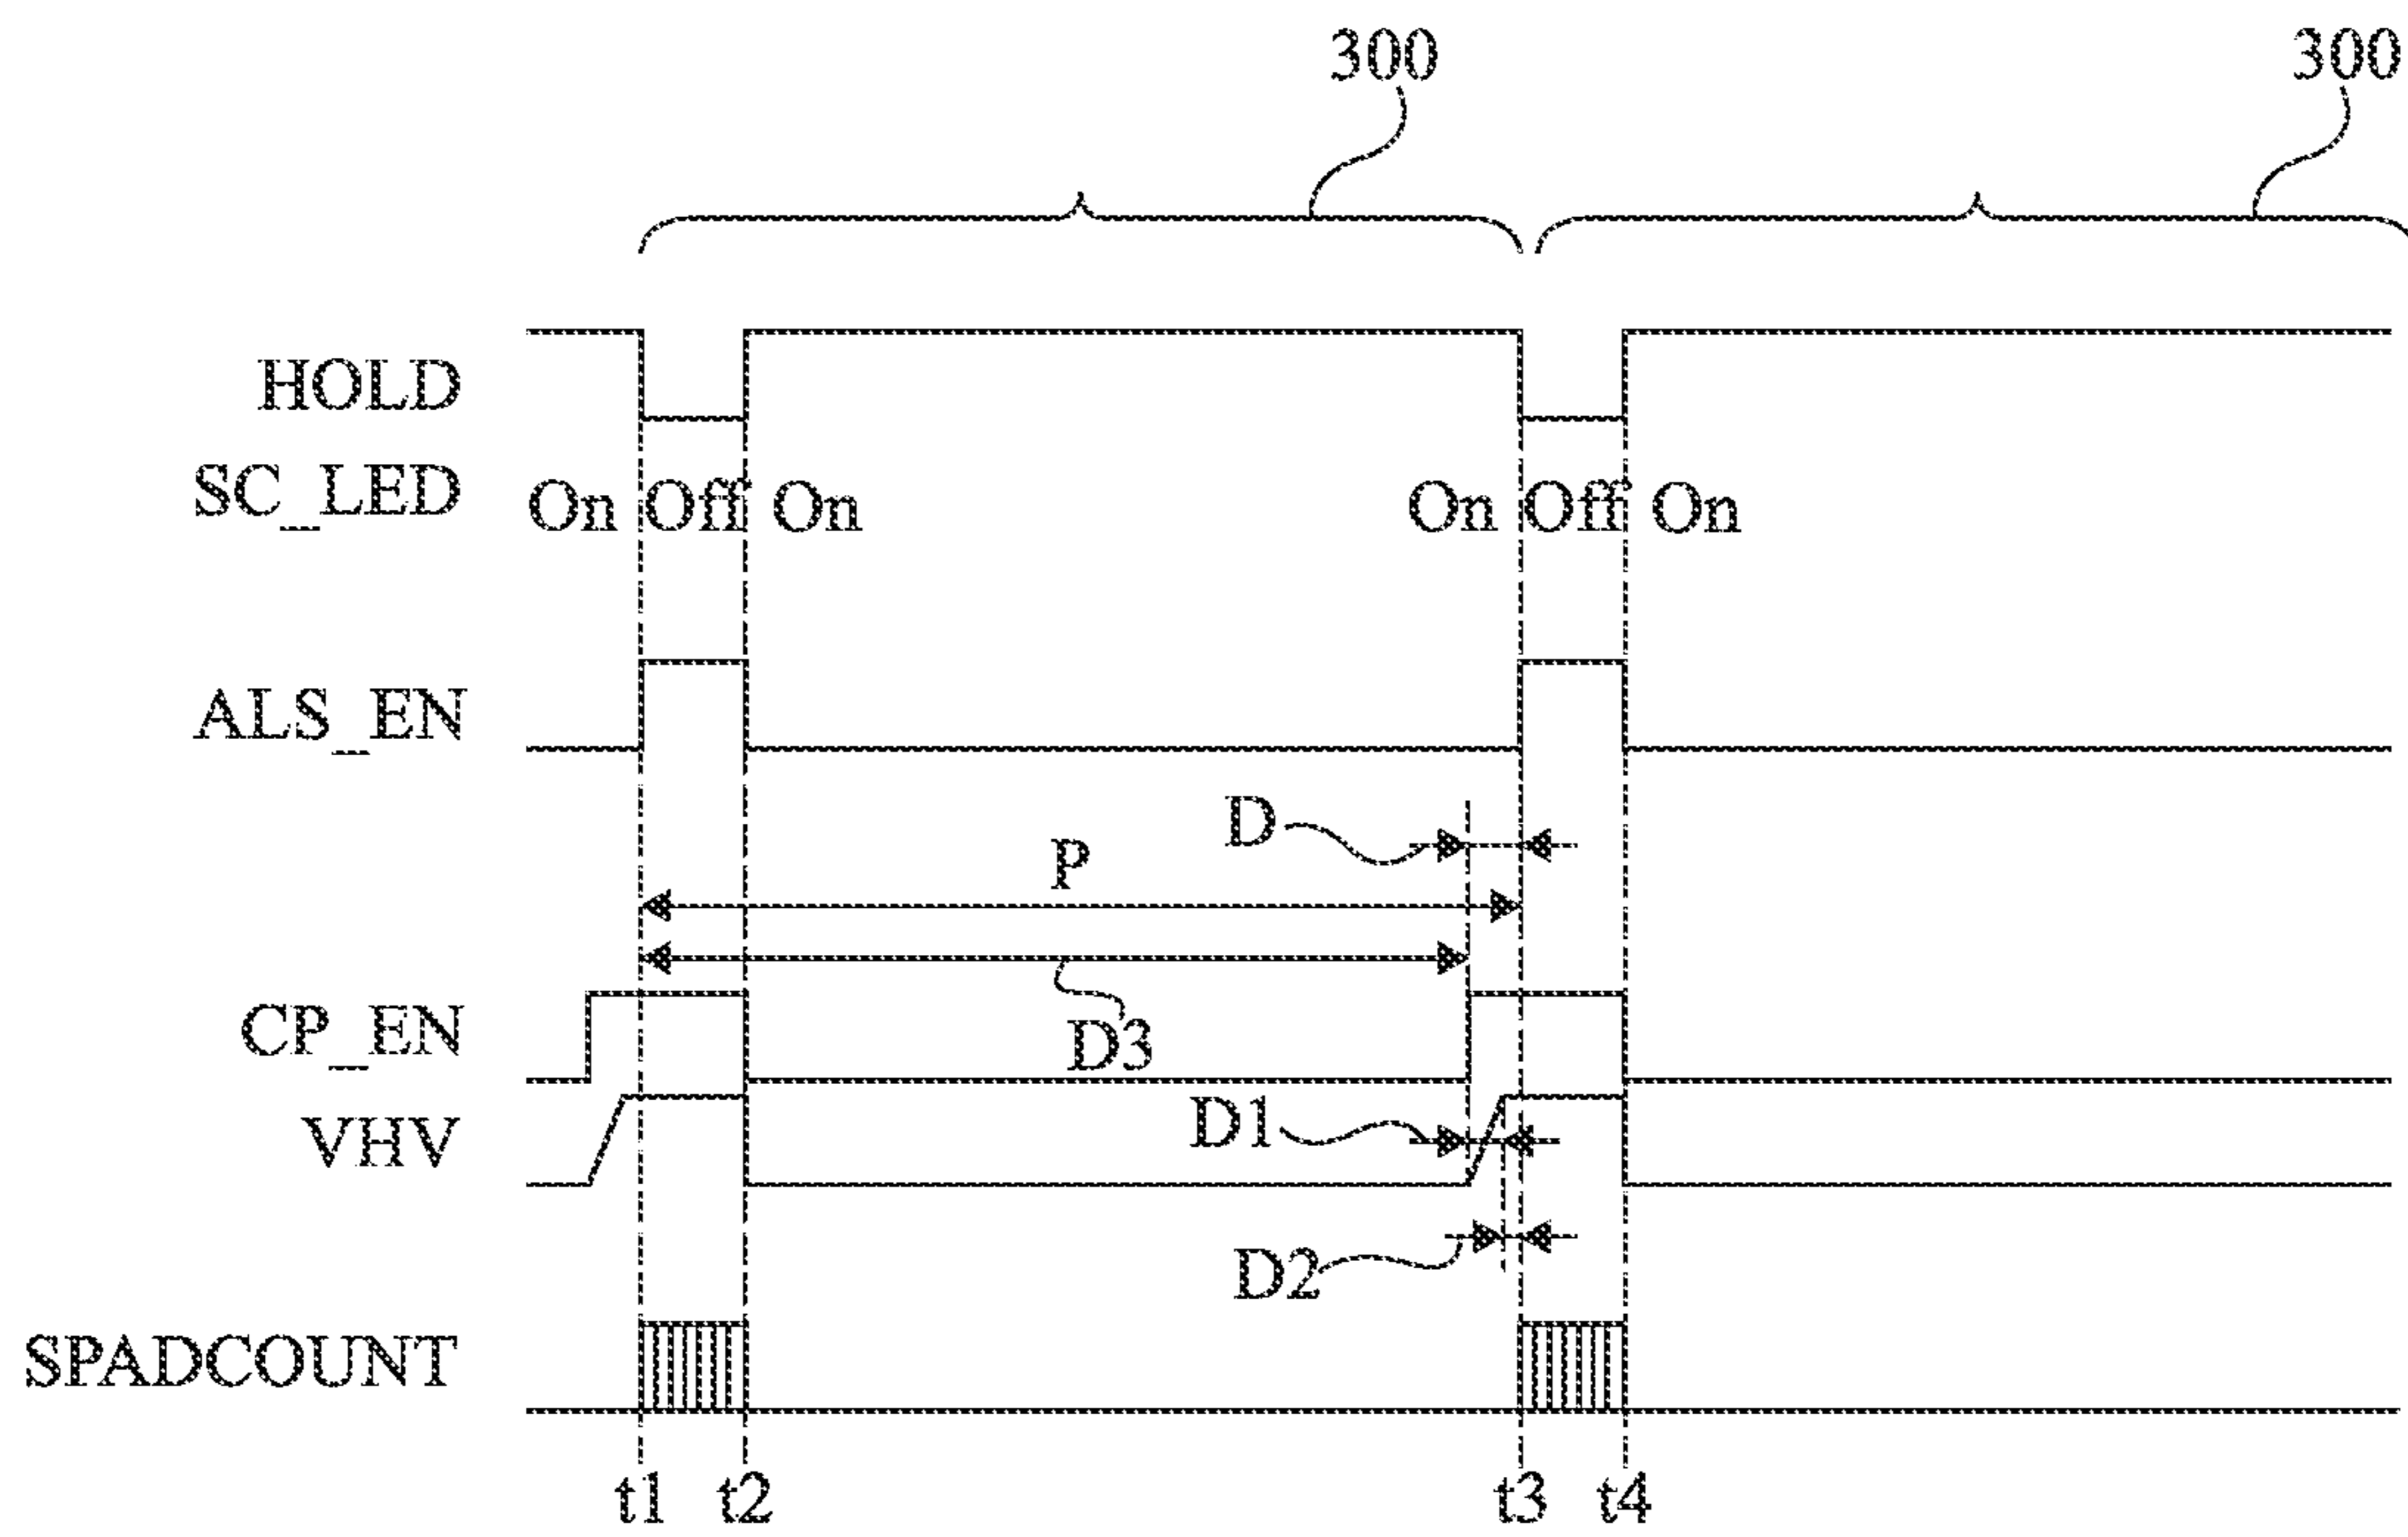 300 300
HOLD
SC_LED On Off On On Off On
ALS_EN
D
P
CP_EN
D3
D1
VHV
D2
SPADCOUNT
t1 t2 t3 t4